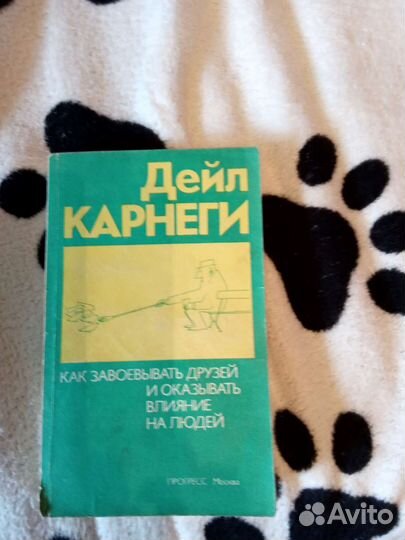 Дейл
КАРНЕГИ
КАК ЗАВОЕВЫВАТЬ ДРУЗЕЙ
И ОКАЗЫВАТЬ
ВЛИЯНИЕ
НА ЛЮДЕЙ
ПРОГРЕСС Москва
Avito